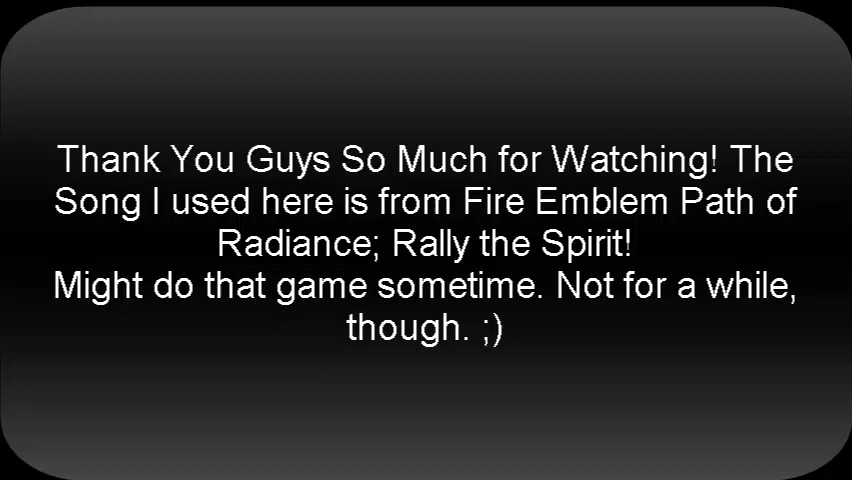 Thank You Guys So Much for Watching! The
Song I used here is from Fire Emblem Path of
Radiance; Rally the Spirit!
Might do that game sometime. Not for a while,
though. ;)